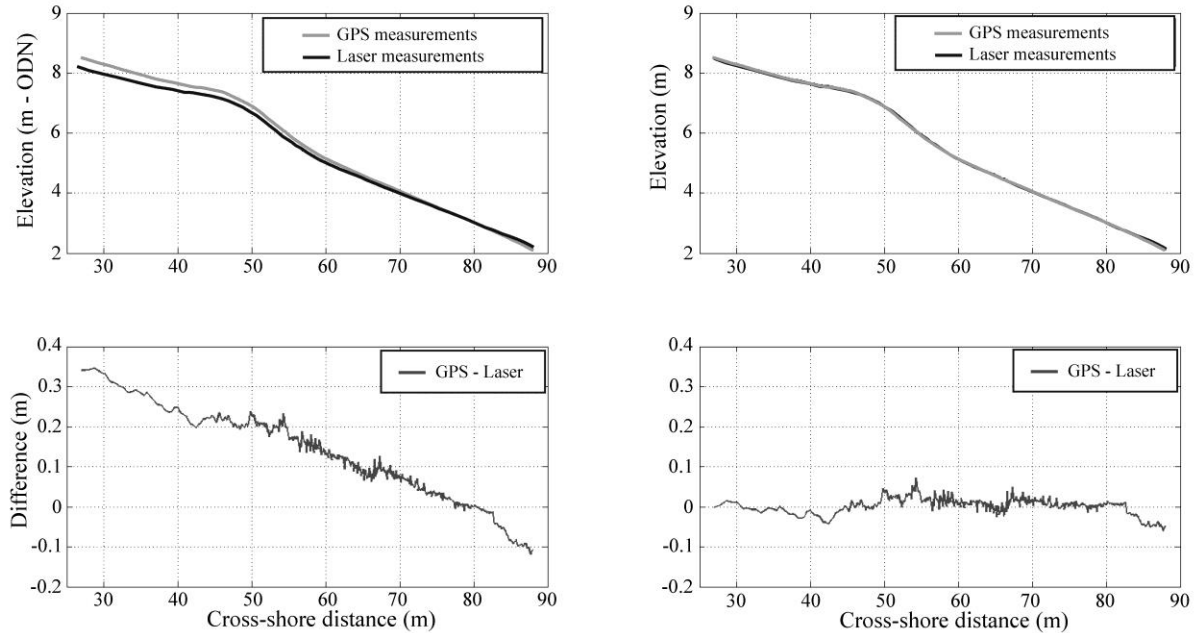 9
8
6
4
2
Elevation (m - ODN)
GPS measurements
Laser measurements
30 40 50 60 70 80 90
9
8
6
4
2
Elevation (m)
GPS measurements
Laser measurements
30 40 50 60 70 80 90
0.4
0.3
0.2
0.1
0
-0.1
-0.2
Difference (m)
GPS - Laser
30 40 50 60 70 80 90
Cross-shore distance (m)
0.4
0.3
0.2
0.1
0
-0.1
-0.2
GPS - Laser
30 40 50 60 70 80 90
Cross-shore distance (m)